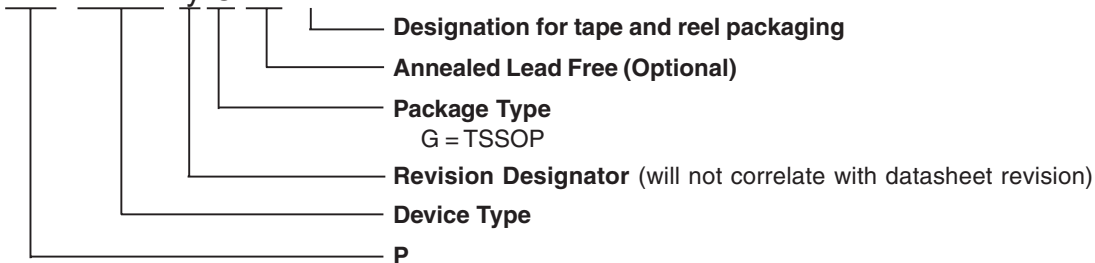 Designation for tape and reel packaging
Annealed Lead Free (Optional)
Package Type
G = TSSOP
Revision Designator (will not correlate with datasheet revision)
Device Type
P